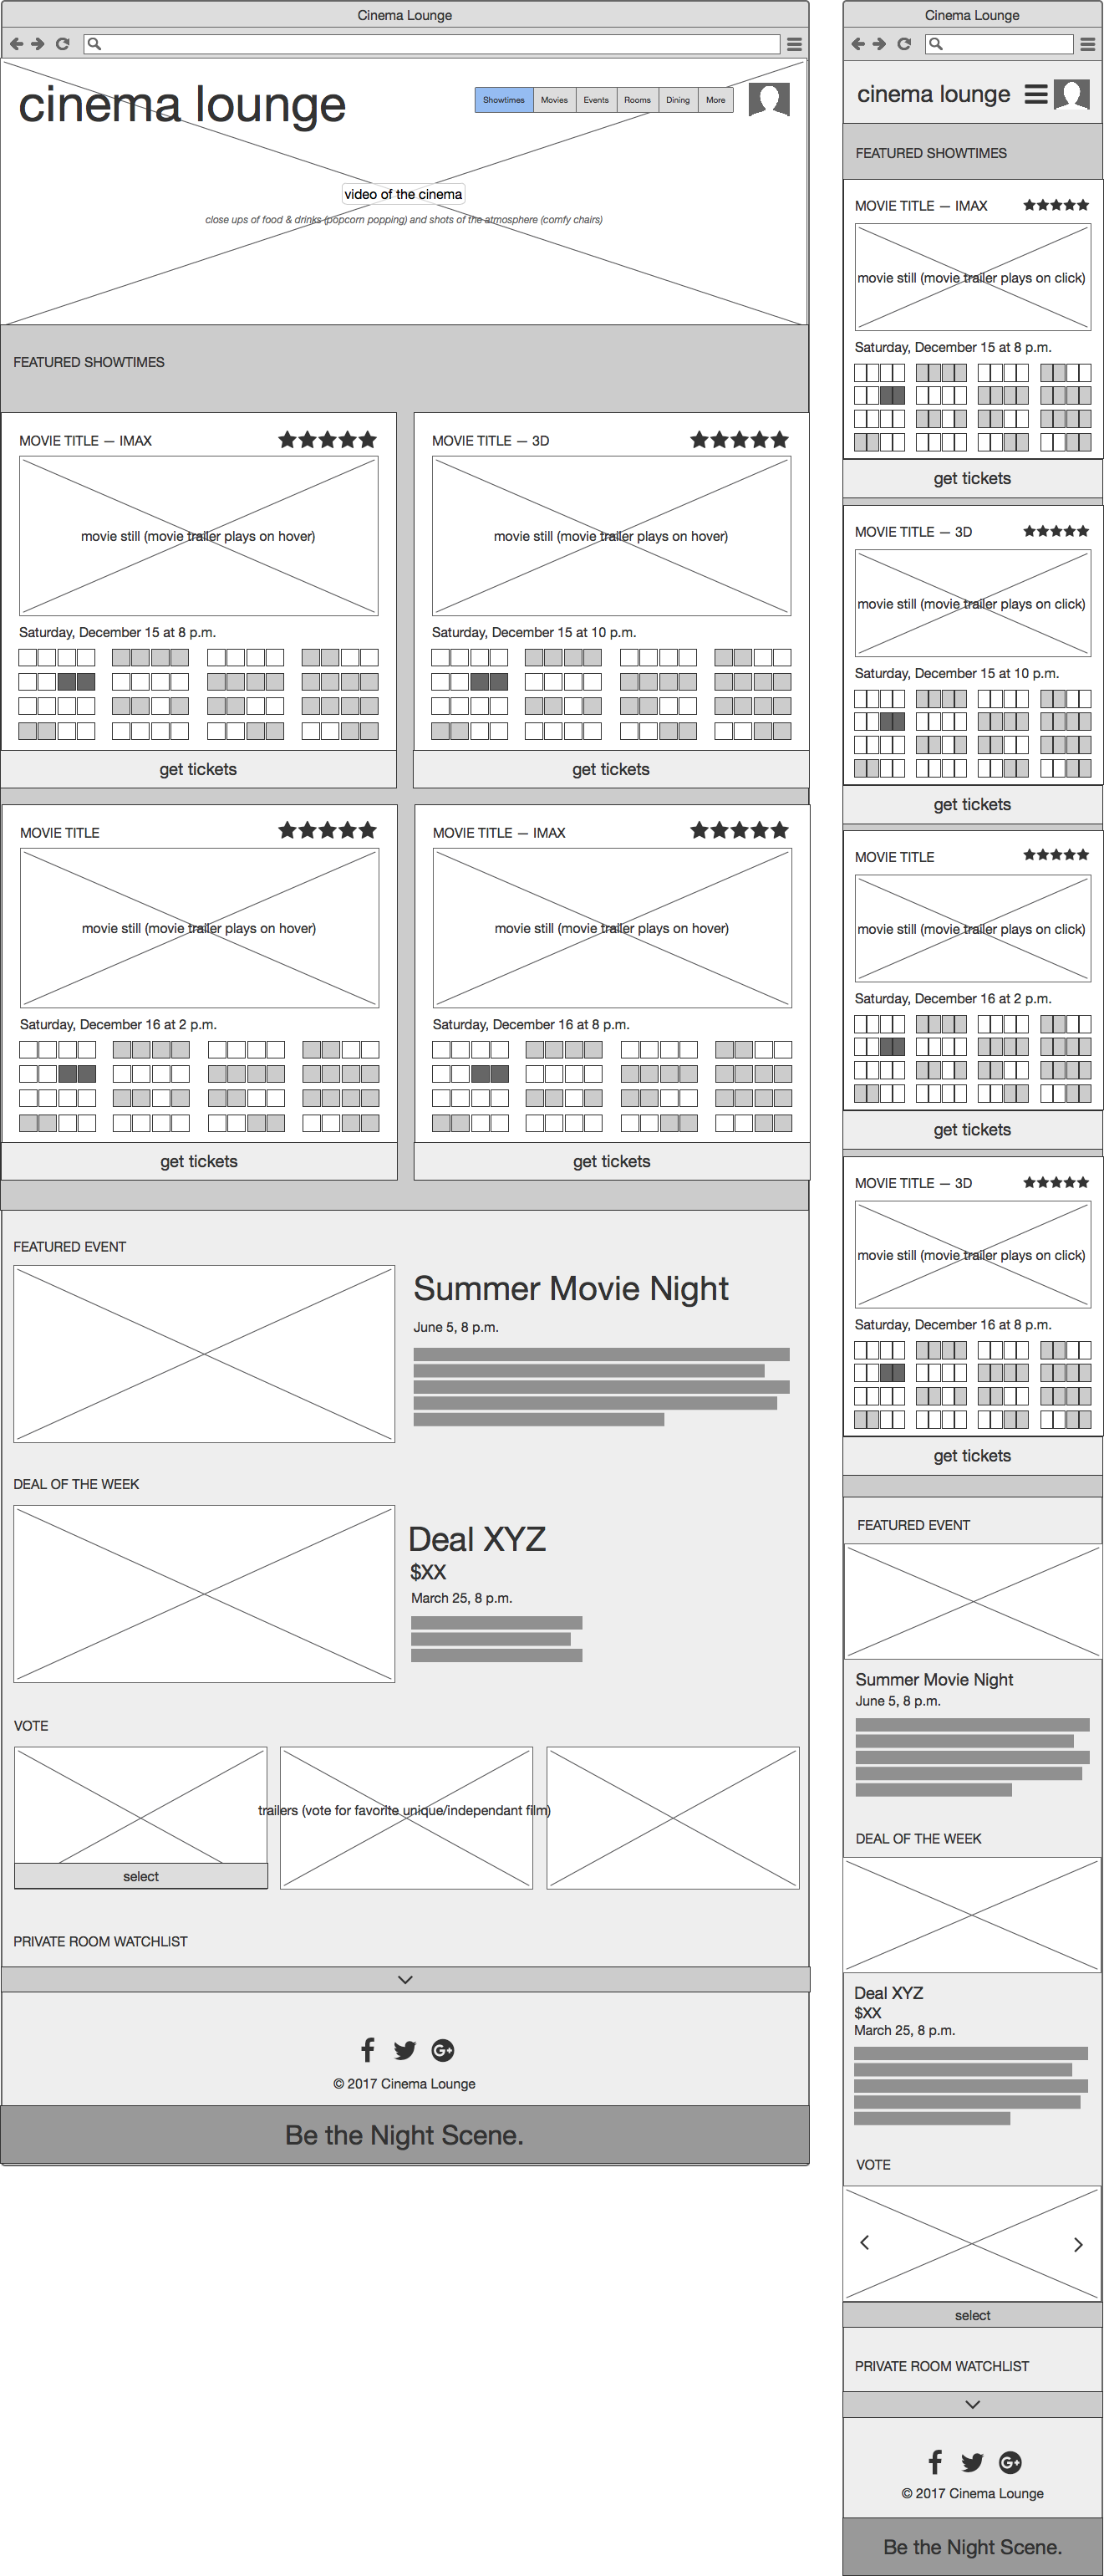 Cinema Lounge
cinema lounge
Showtimes Movies Events Rooms Dining More
video of the cinema
close ups of food & drinks (popcorn popping) and shots of the atmosphere (comfy chairs)
FEATURED SHOWTIMES
MOVIE TITLE – IMAX
movie still (movie trailer plays on hover)
Saturday, December 15 at 8 p.m.
get tickets
MOVIE TITLE – 3D
movie still (movie trailer plays on hover)
Saturday, December 15 at 10 p.m.
get tickets
MOVIE TITLE
movie still (movie trailer plays on hover)
Saturday, December 16 at 2 p.m.
get tickets
MOVIE TITLE – IMAX
movie still (movie trailer plays on hover)
Saturday, December 16 at 8 p.m.
get tickets
FEATURED EVENT
Summer Movie Night
June 5, 8 p.m.
DEAL OF THE WEEK
Deal XYZ
$XX
March 25, 8 p.m.
VOTE
trailers (vote for favorite unique/independant film)
select
PRIVATE ROOM WATCHLIST
© 2017 Cinema Lounge
Be the Night Scene.
Cinema Lounge
cinema lounge
FEATURED SHOWTIMES
MOVIE TITLE – IMAX
movie still (movie trailer plays on click)
Saturday, December 15 at 8 p.m.
get tickets
MOVIE TITLE – 3D
movie still (movie trailer plays on click)
Saturday, December 15 at 10 p.m.
get tickets
MOVIE TITLE
movie still (movie trailer plays on click)
Saturday, December 16 at 2 p.m.
get tickets
MOVIE TITLE – 3D
movie still (movie trailer plays on click)
Saturday, December 16 at 8 p.m.
get tickets
FEATURED EVENT
Summer Movie Night
June 5, 8 p.m.
DEAL OF THE WEEK
Deal XYZ
$XX
March 25, 8 p.m.
VOTE
select
PRIVATE ROOM WATCHLIST
© 2017 Cinema Lounge
Be the Night Scene.